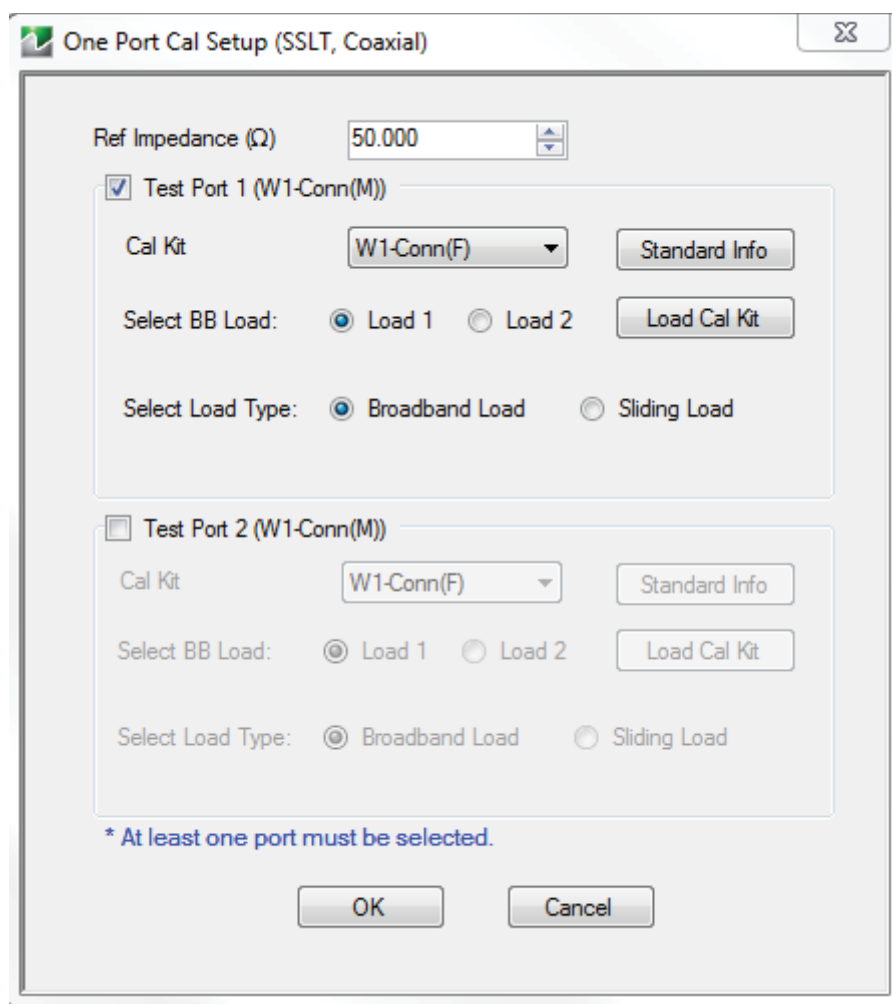 One Port Cal Setup (SSLT, Coaxial)
Ref Impedance (Ω) 50.000
Test Port 1 (W1-Conn(M))
Cal Kit W1-Conn(F) Standard Info
Select BB Load: Load 1 Load 2 Load Cal Kit
Select Load Type: Broadband Load Sliding Load
Test Port 2 (W1-Conn(M))
Cal Kit W1-Conn(F) Standard Info
Select BB Load: Load 1 Load 2 Load Cal Kit
Select Load Type: Broadband Load Sliding Load
* At least one port must be selected.
OK Cancel